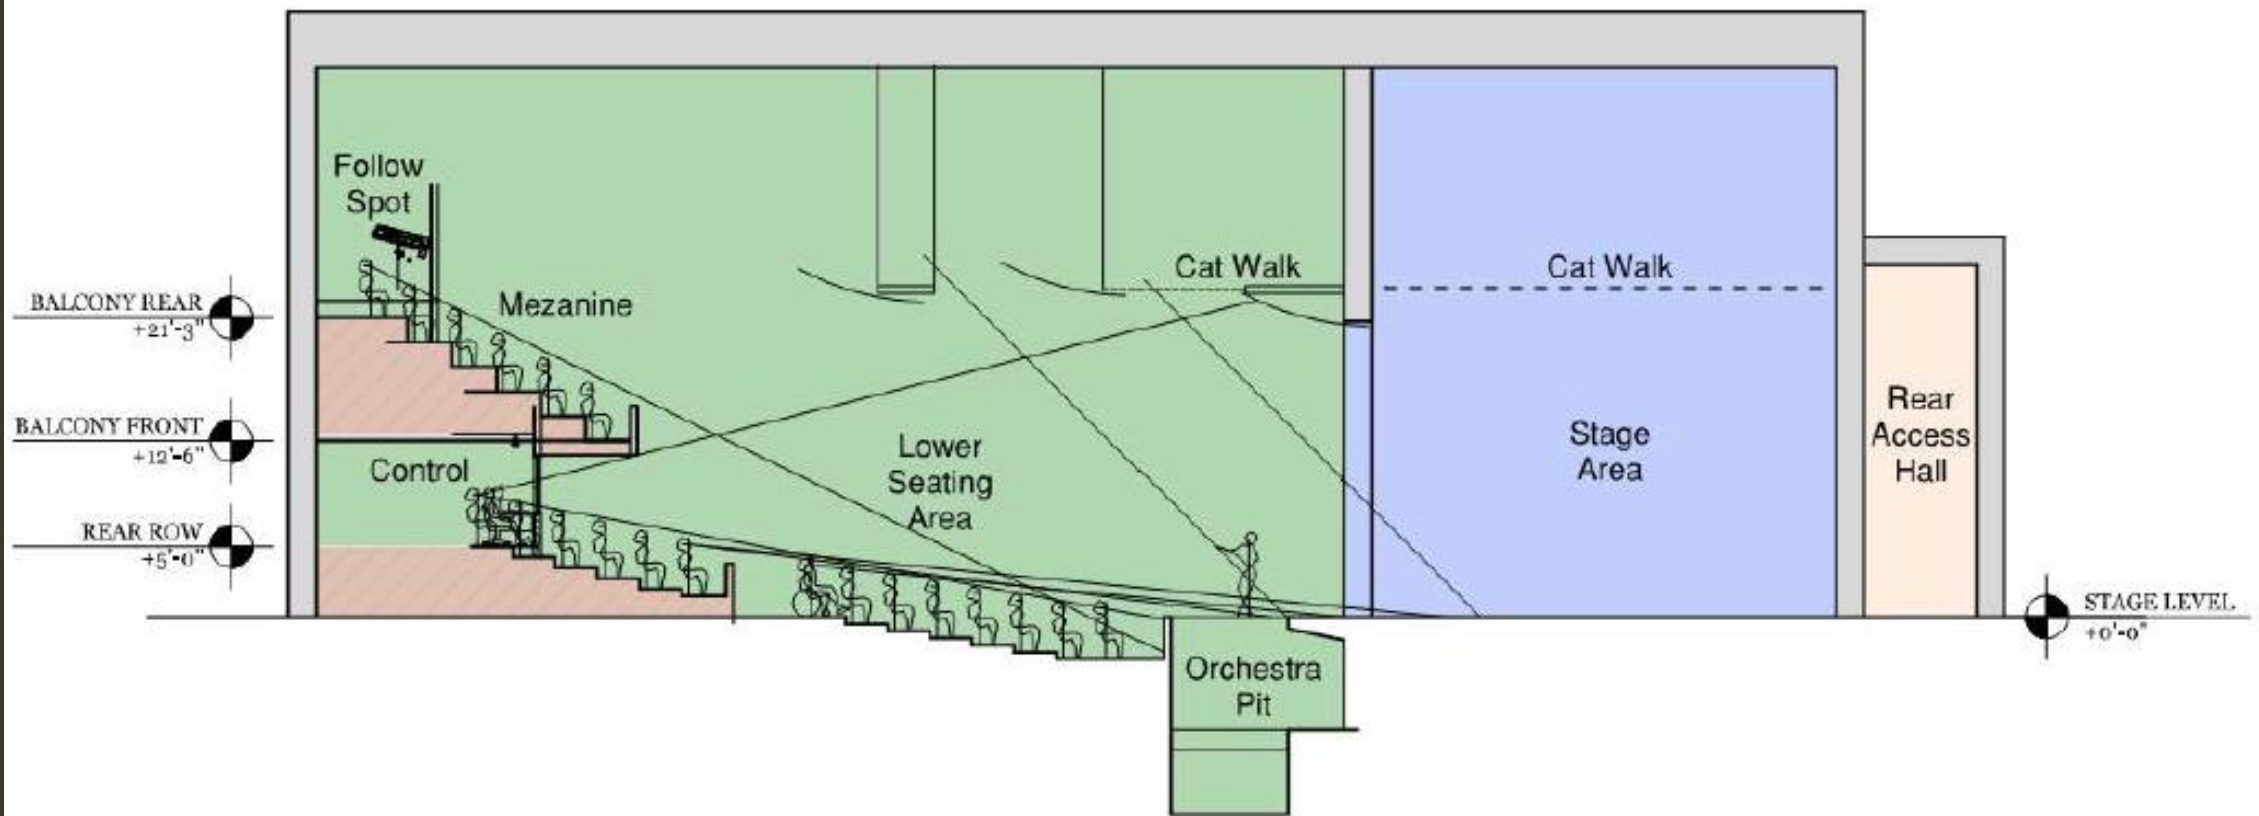 Follow
Spot
BALCONY REAR
+21'-3"
Mezanine
Cat Walk
Cat Walk
BALCONY FRONT
+12'-6"
Control
Lower
Seating
Area
Stage
Area
Rear
Access
Hall
REAR ROW
+5'-0"
STAGE LEVEL
+0'-0"
Orchestra
Pit